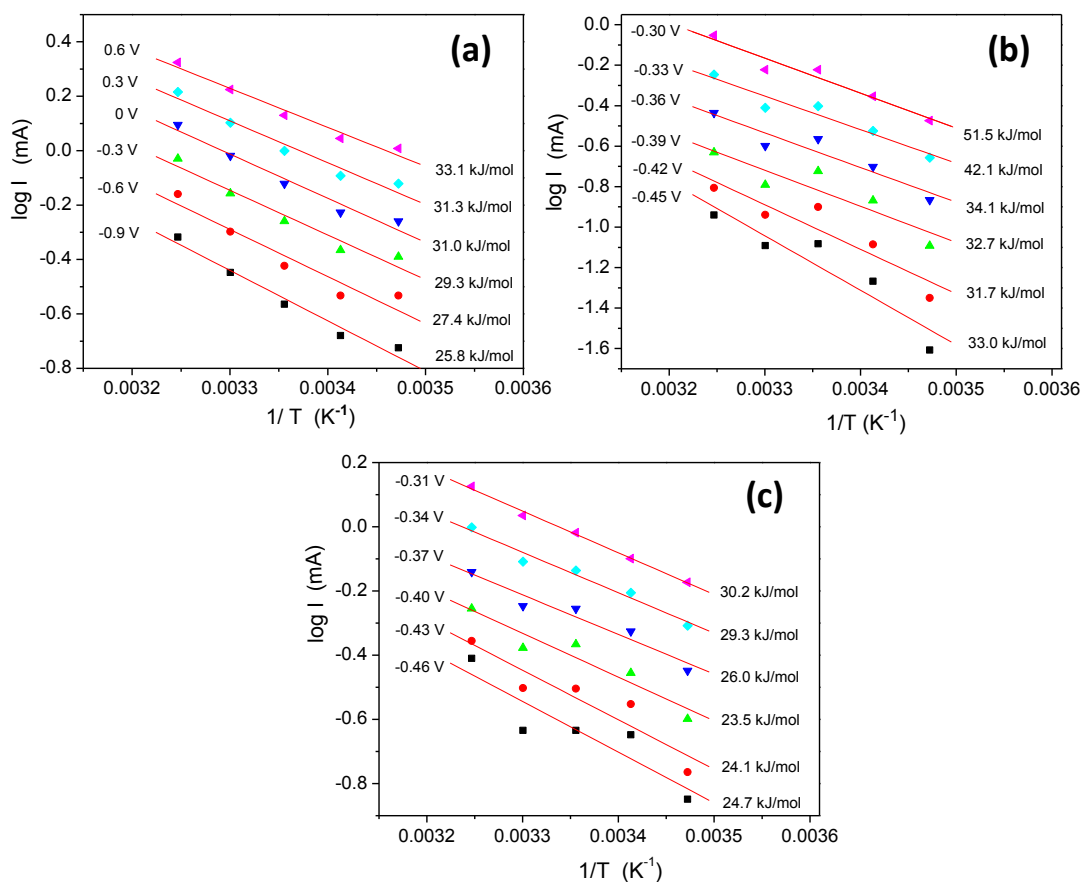 (a)
log I (mA)
0.4
0.2
0.0
-0.2
-0.4
-0.6
-0.8
0.6 V
0.3 V
0 V
-0.3 V
-0.6 V
-0.9 V
33.1 kJ/mol
31.3 kJ/mol
31.0 kJ/mol
29.3 kJ/mol
27.4 kJ/mol
25.8 kJ/mol
0.0032 0.0033 0.0034 0.0035 0.0036
1/ T (K-1)
(b)
log I (mA)
0.0
-0.2
-0.4
-0.6
-0.8
-1.0
-1.2
-1.4
-1.6
-0.30 V
-0.33 V
-0.36 V
-0.39 V
-0.42 V
-0.45 V
51.5 kJ/mol
42.1 kJ/mol
34.1 kJ/mol
32.7 kJ/mol
31.7 kJ/mol
33.0 kJ/mol
0.0032 0.0033 0.0034 0.0035 0.0036
1/T (K-1)
(c)
log I (mA)
0.2
0.0
-0.2
-0.4
-0.6
-0.8
-0.31 V
-0.34 V
-0.37 V
-0.40 V
-0.43 V
-0.46 V
30.2 kJ/mol
29.3 kJ/mol
26.0 kJ/mol
23.5 kJ/mol
24.1 kJ/mol
24.7 kJ/mol
0.0032 0.0033 0.0034 0.0035 0.0036
1/T (K-1)